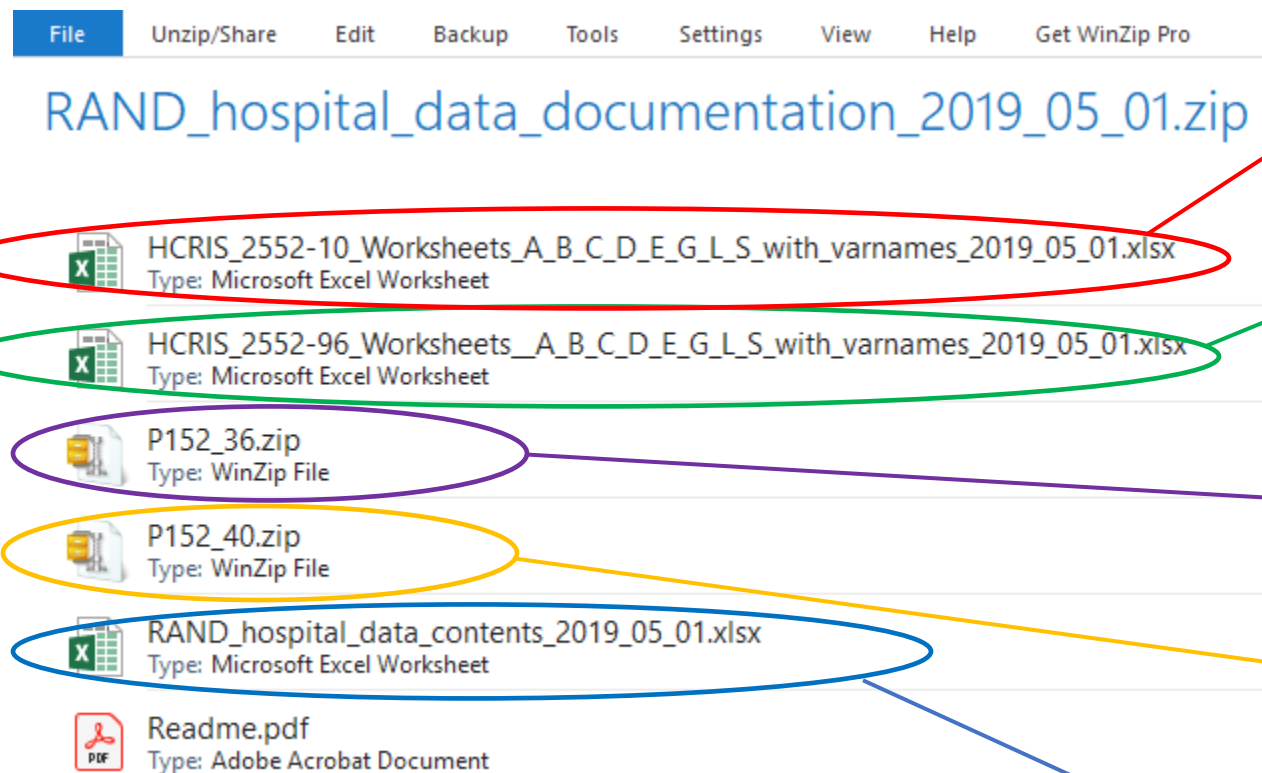 File Unzip/Share Edit Backup Tools Settings View Help Get WinZip Pro
RAND_hospital_data_documentation_2019_05_01.zip
HCRIS_2552-10_Worksheets_A_B_C_D_E_G_L_S_with_varnames_2019_05_01.xlsx
Type: Microsoft Excel Worksheet
HCRIS_2552-96_Worksheets__A_B_C_D_E_G_L_S_with_varnames_2019_05_01.xlsx
Type: Microsoft Excel Worksheet
P152_36.zip
Type: WinZip File
P152_40.zip
Type: WinZip File
RAND_hospital_data_contents_2019_05_01.xlsx
Type: Microsoft Excel Worksheet
Readme.pdf
PDF
Type: Adobe Acrobat Document